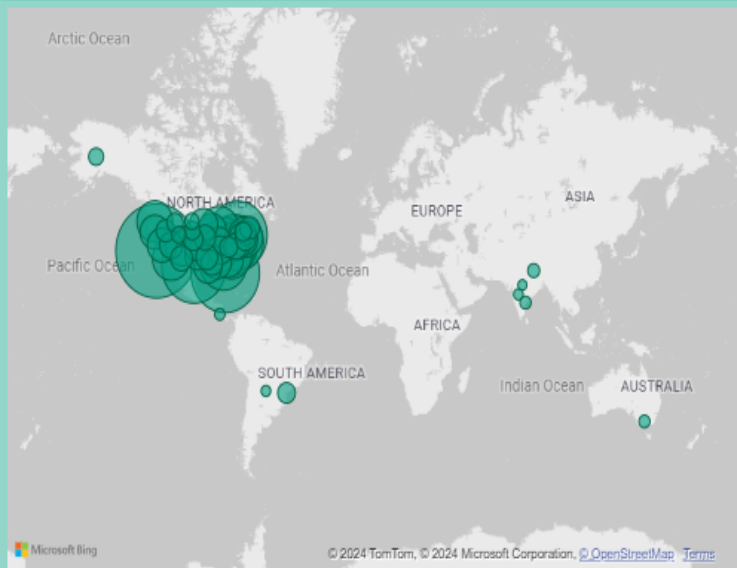 Arctic Ocean
NORTH AMERICA
ASIA
EUROPE
Pacific Ocean
Atlantic Ocean
AFRICA
SOUTH AMERICA
Indian Ocean
AUSTRALIA
Microsoft Bing
© 2024 TomTom, © 2024 Microsoft Corporation, © OpenStreetMap Terms